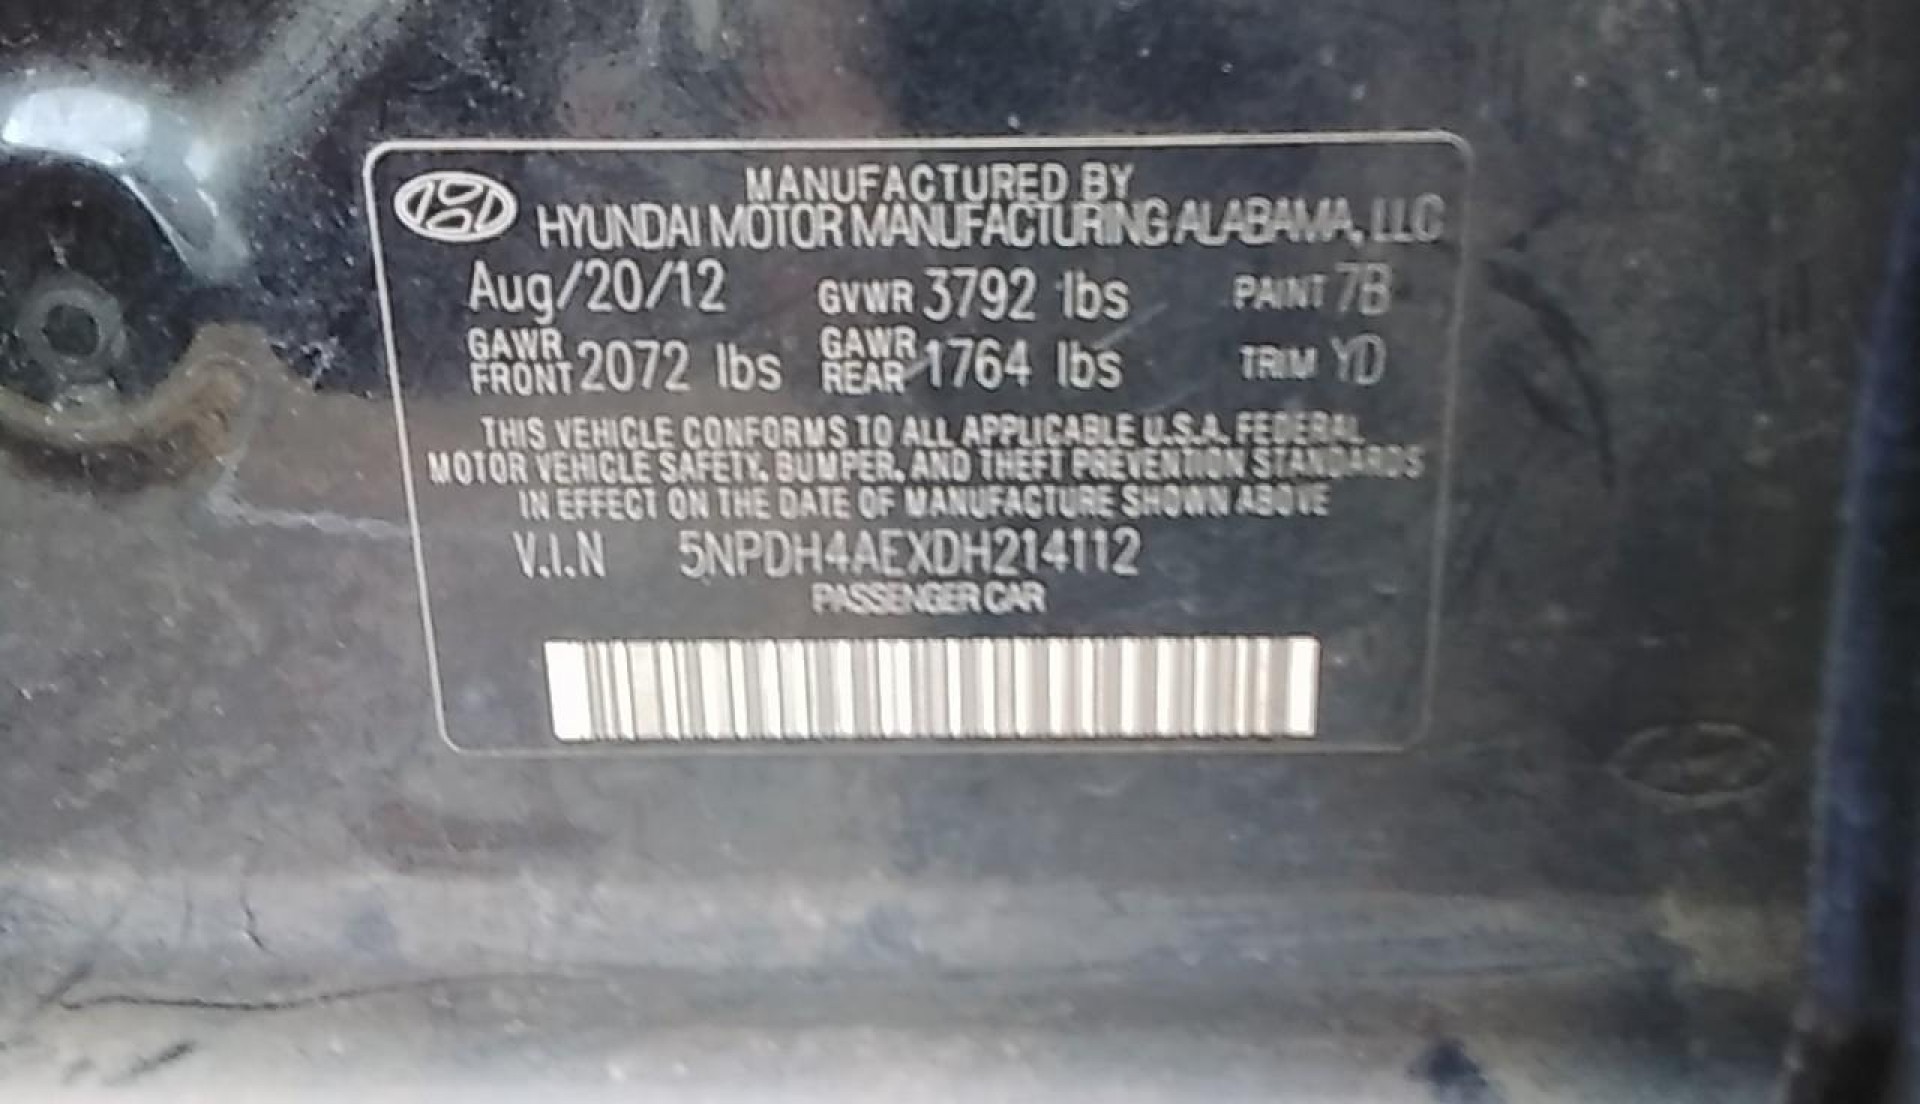 MANUFACTURED BY
HYUNDAI MOTOR MANUFACTURING ALABAMA, LLC
Aug/20/12 GVWR 3792 lbs PAINT 7B
GAWR FRONT 2072 lbs GAWR REAR 1764 lbs TRIM YD
THIS VEHICLE CONFORMS TO ALL APPLICABLE U.S.A. FEDERAL
MOTOR VEHICLE SAFETY, BUMPER, AND THEFT PREVENTION STANDARDS
IN EFFECT ON THE DATE OF MANUFACTURE SHOWN ABOVE
V.I.N 5NPDH4AEXDH214112
PASSENGER CAR